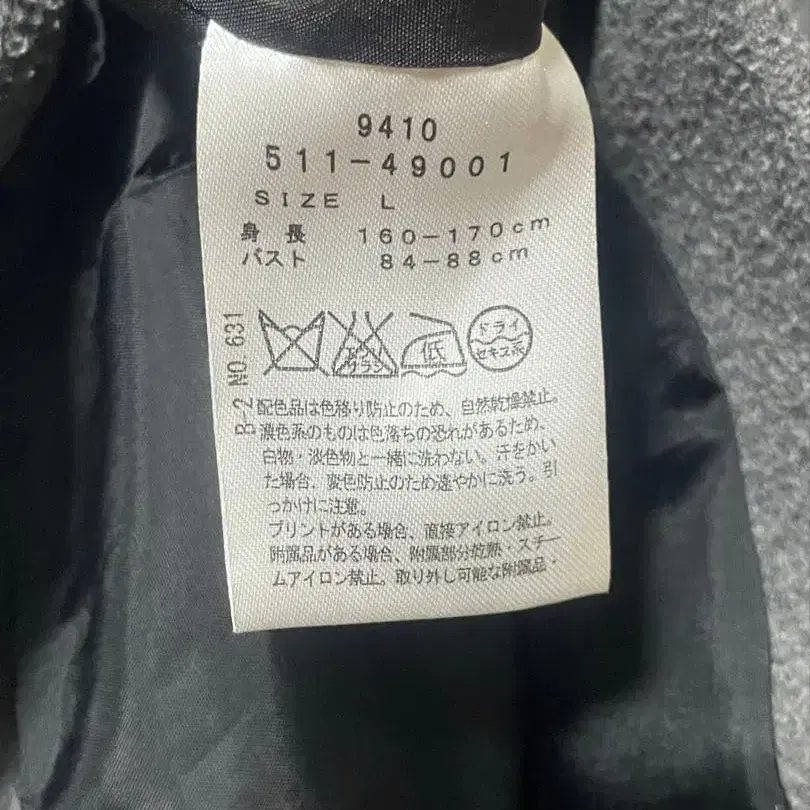 9410
511-49001
SIZE L
身長 160-170cm
バスト 84-88cm
エンソ サラシ 低 ドライ セキユ系
B-2 NO.631
配色品は色移り防止のため、自然乾燥禁止。
濃色系のものは色落ちの恐れがあるため、
白物・淡色物と一緒に洗わない。汗をかい
た場合、変色防止のため速やかに洗う。引
っかけに注意。
プリントがある場合、直接アイロン禁止。
附属品がある場合、附属部分乾熱・スチー
ムアイロン禁止。取り外し可能な附属品・